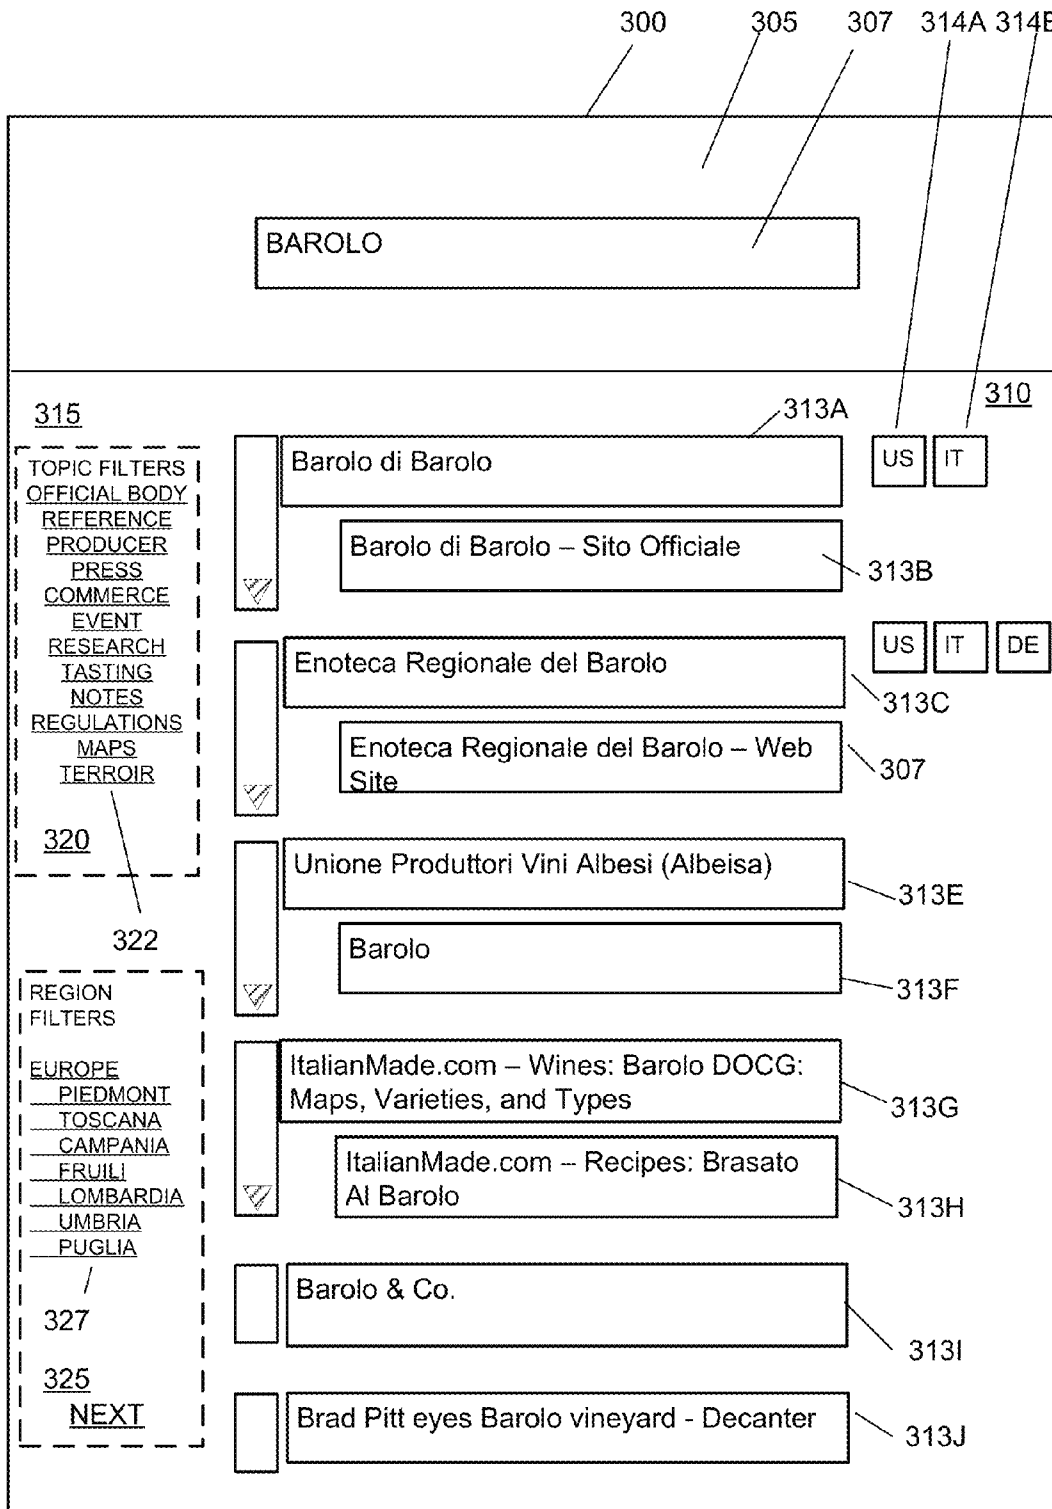 300 305 307 314A 314B
BAROLO
310
315
313A
Barolo di Barolo
US IT
Barolo di Barolo – Sito Officiale
313B
TOPIC FILTERS
OFFICIAL BODY
REFERENCE
PRODUCER
PRESS
COMMERCE
EVENT
RESEARCH
TASTING
NOTES
REGULATIONS
MAPS
TERROIR
320
322
US IT DE
Enoteca Regionale del Barolo
313C
Enoteca Regionale del Barolo – Web
Site
307
Unione Produttori Vini Albesi (Albeisa)
313E
Barolo
313F
REGION
FILTERS
EUROPE
PIEDMONT
TOSCANA
CAMPANIA
FRUILI
LOMBARDIA
UMBRIA
PUGLIA
327
325
NEXT
ItalianMade.com – Wines: Barolo DOCG:
Maps, Varieties, and Types
313G
ItalianMade.com – Recipes: Brasato
Al Barolo
313H
Barolo & Co.
313I
Brad Pitt eyes Barolo vineyard - Decanter
313J